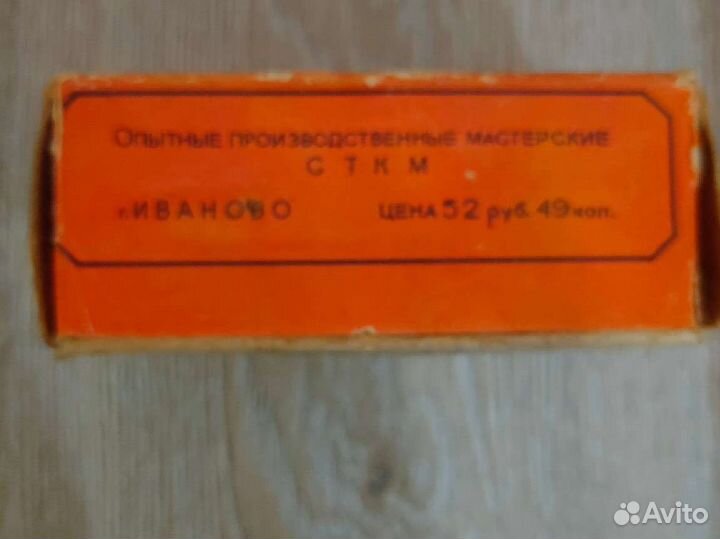 ОПЫТНЫЕ ПРОИЗВОДСТВЕННЫЕ МАСТЕРСКИЕ
С Т К М
г. ИВАНОВО ЦЕНА 52 руб. 49 коп.
Avito